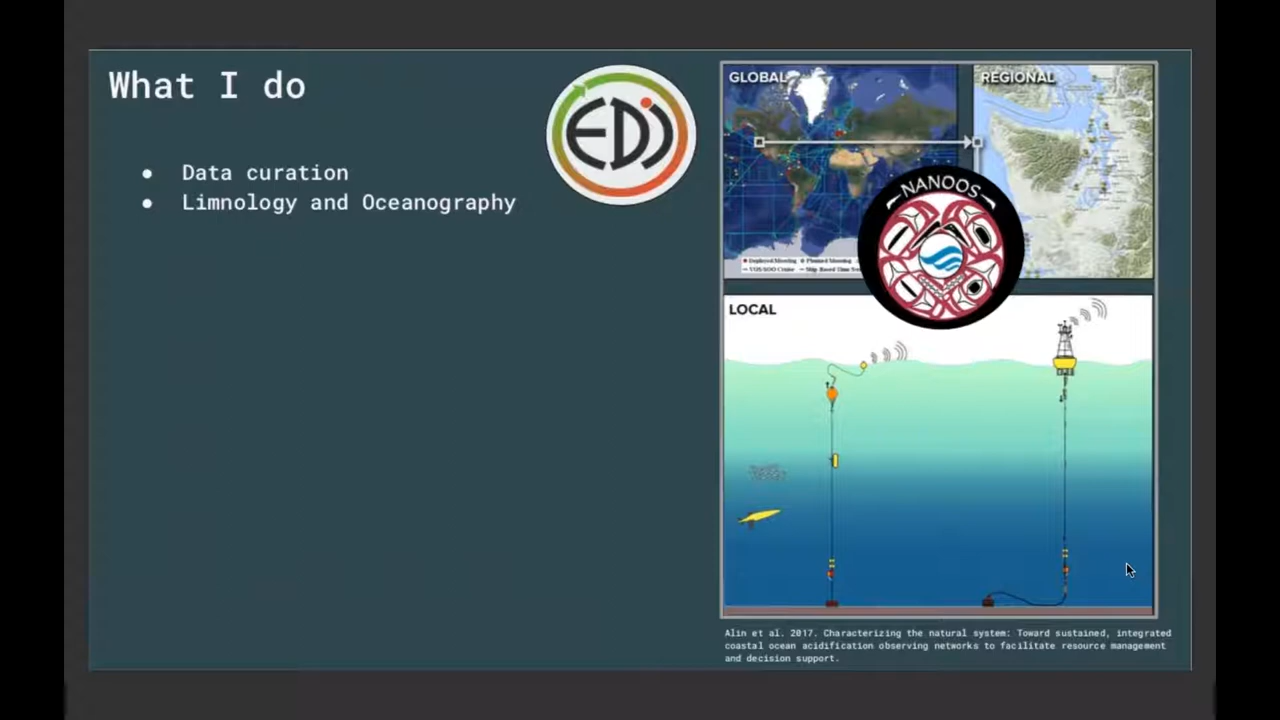 What I do
EDI
● Data curation
● Limnology and Oceanography
GLOBAL
REGIONAL
NANOOS
LOCAL
Alin et al. 2017. Characterizing the natural system: Toward sustained, integrated
coastal ocean acidification observing networks to facilitate resource management
and decision support.